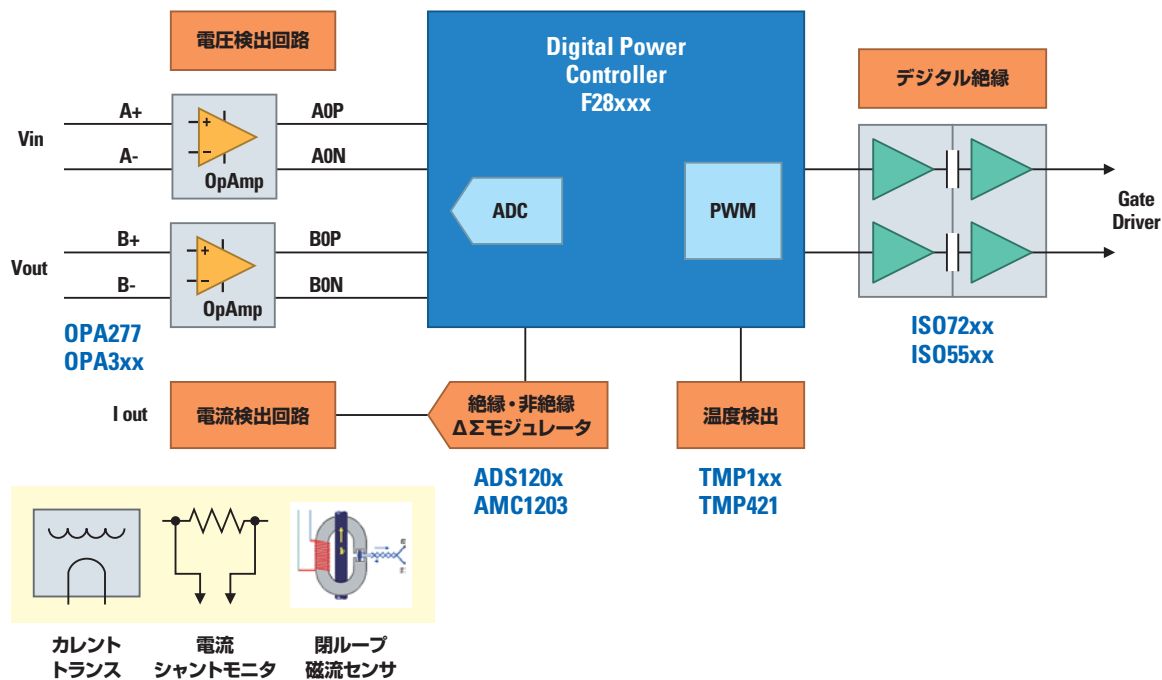 電圧検出回路
Digital Power
Controller
F28xxx
デジタル絶縁
Vin
A+
A-
+
−
OpAmp
A0P
A0N
ADC
PWM
Gate
Driver
Vout
B+
B-
+
−
OpAmp
B0P
B0N
OPA277
OPA3xx
ISO72xx
ISO55xx
I out
電流検出回路
絶縁・非絶縁
ΔΣモジュレータ
温度検出
ADS120x
AMC1203
TMP1xx
TMP421
カレント
トランス
電流
シャントモニタ
閉ループ
磁流センサ